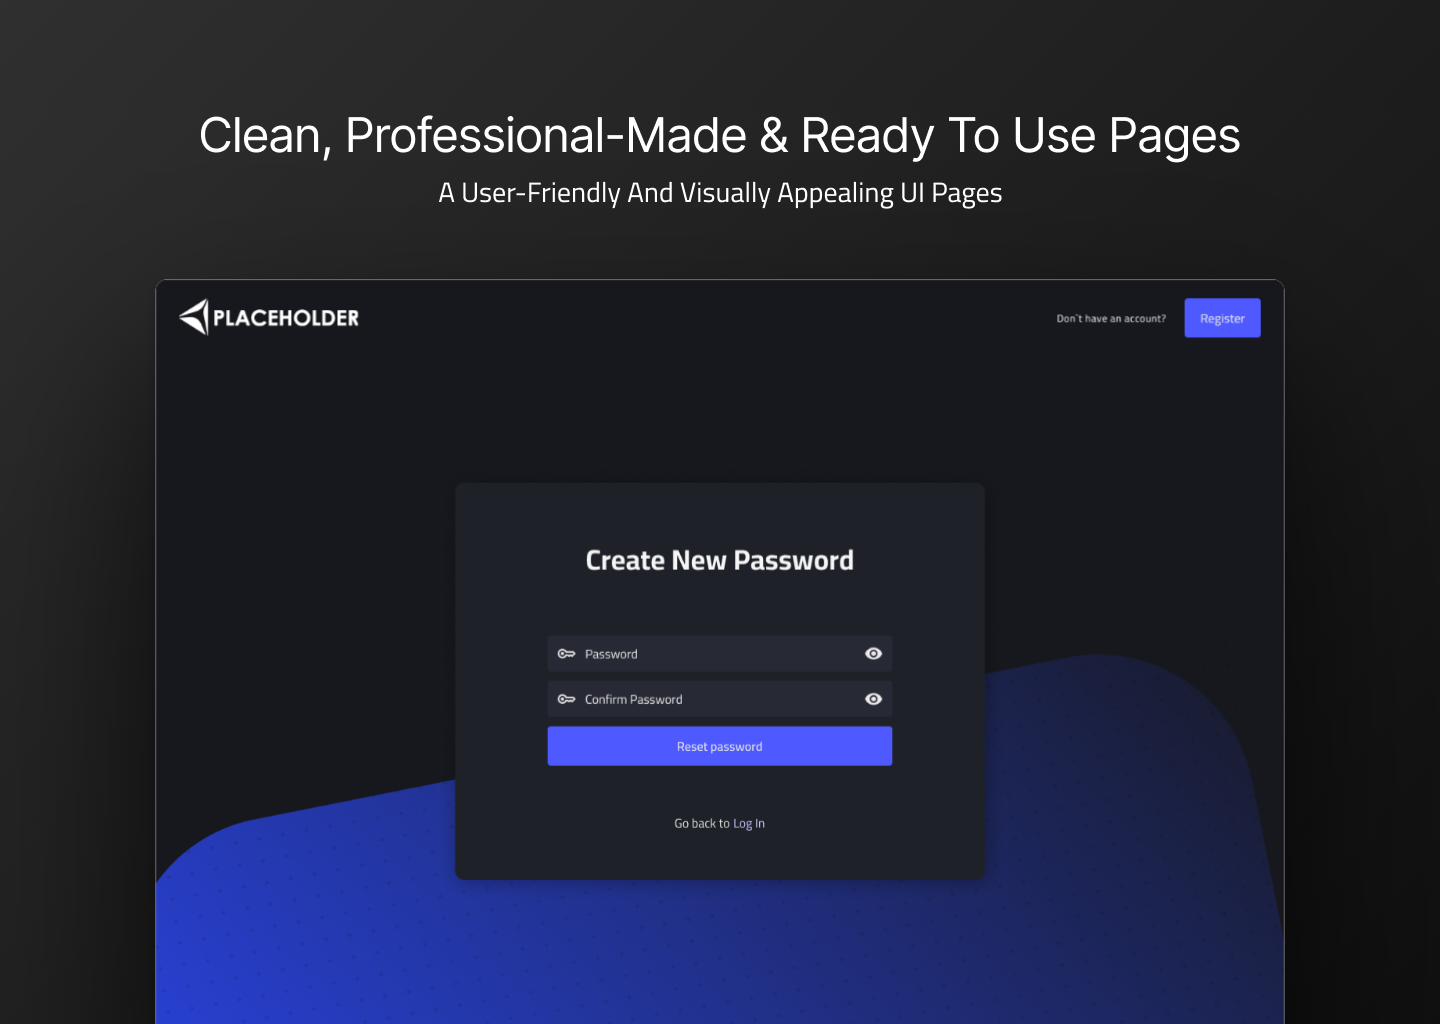 Clean, Professional-Made & Ready To Use Pages
A User-Friendly And Visually Appealing UI Pages
PLACEHOLDER
Don`t have an account?
Register
Create New Password
Password
Confirm Password
Reset password
Go back to Log In